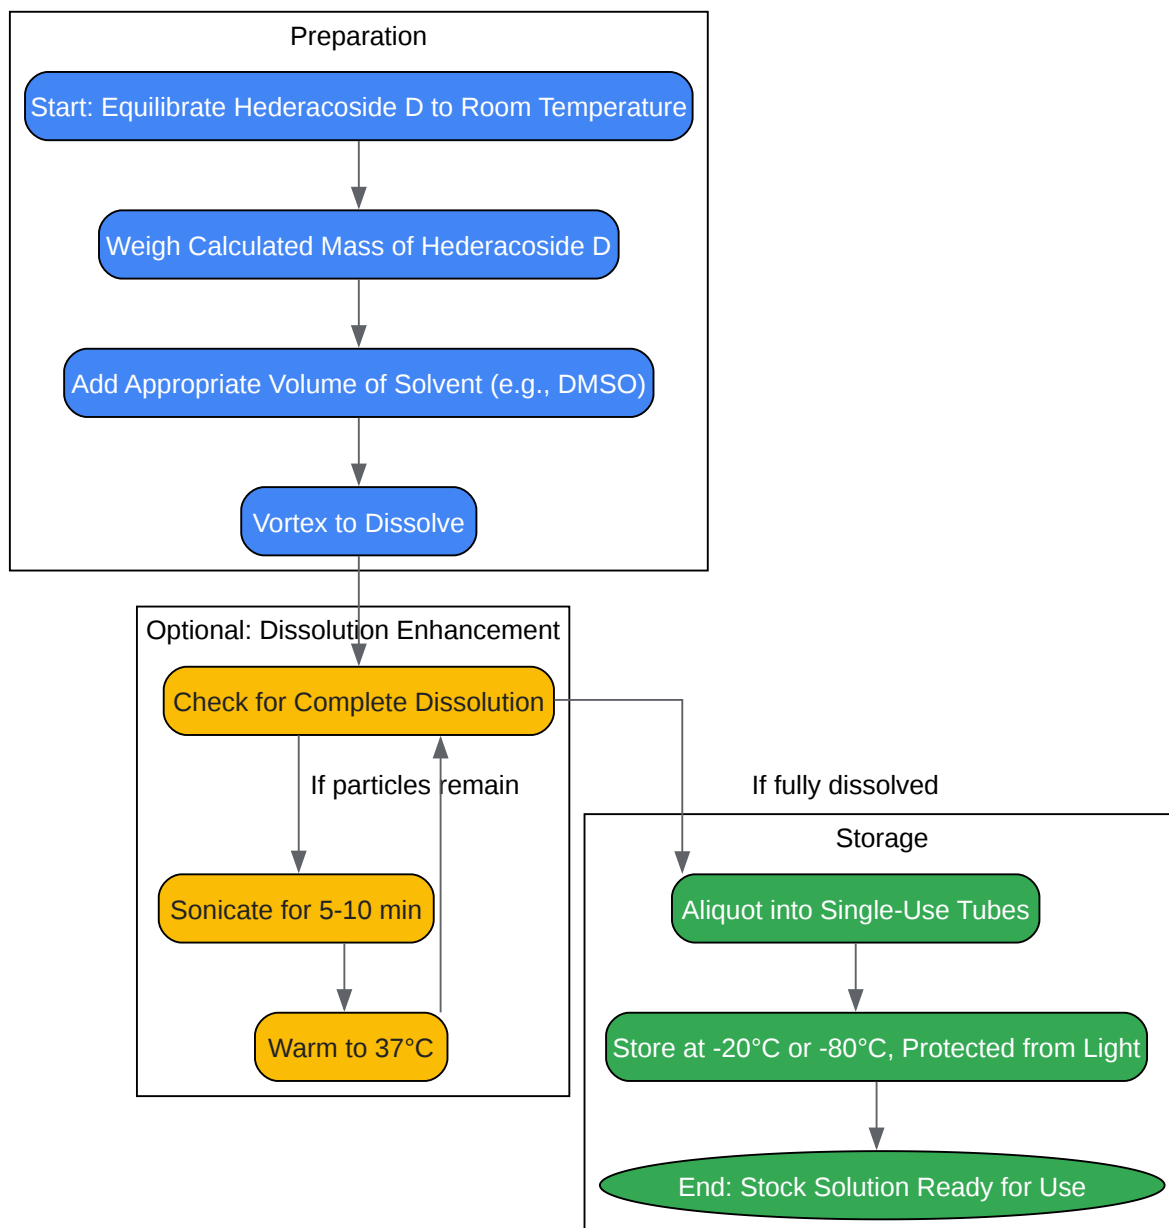 Preparation
Start: Equilibrate Hederacoside D to Room Temperature
Weigh Calculated Mass of Hederacoside D
Add Appropriate Volume of Solvent (e.g., DMSO)
Vortex to Dissolve
Optional: Dissolution Enhancement
Check for Complete Dissolution
If particles remain
If fully dissolved
Sonicate for 5-10 min
Warm to 37°C
Storage
Aliquot into Single-Use Tubes
Store at -20°C or -80°C, Protected from Light
End: Stock Solution Ready for Use